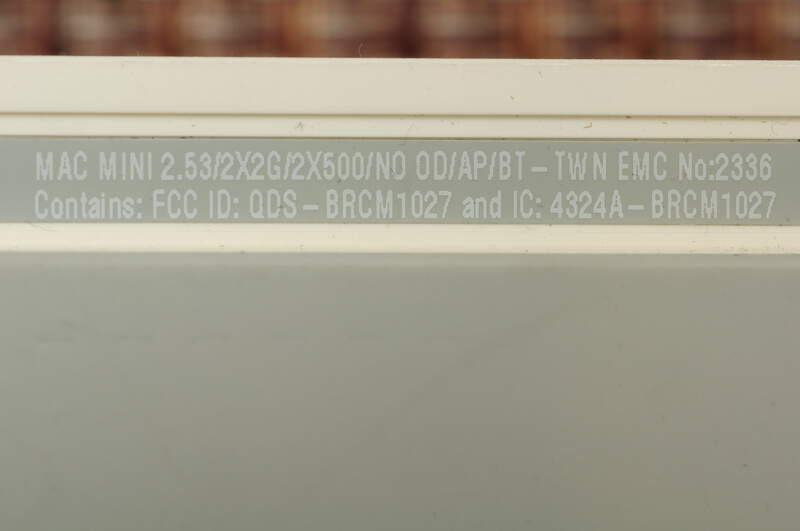 MAC MINI 2.53/2X2G/2X500/NO OD/AP/BT – TWN EMC No:2336
Contains: FCC ID: QDS – BRCM1027 and IC: 4324A – BRCM1027